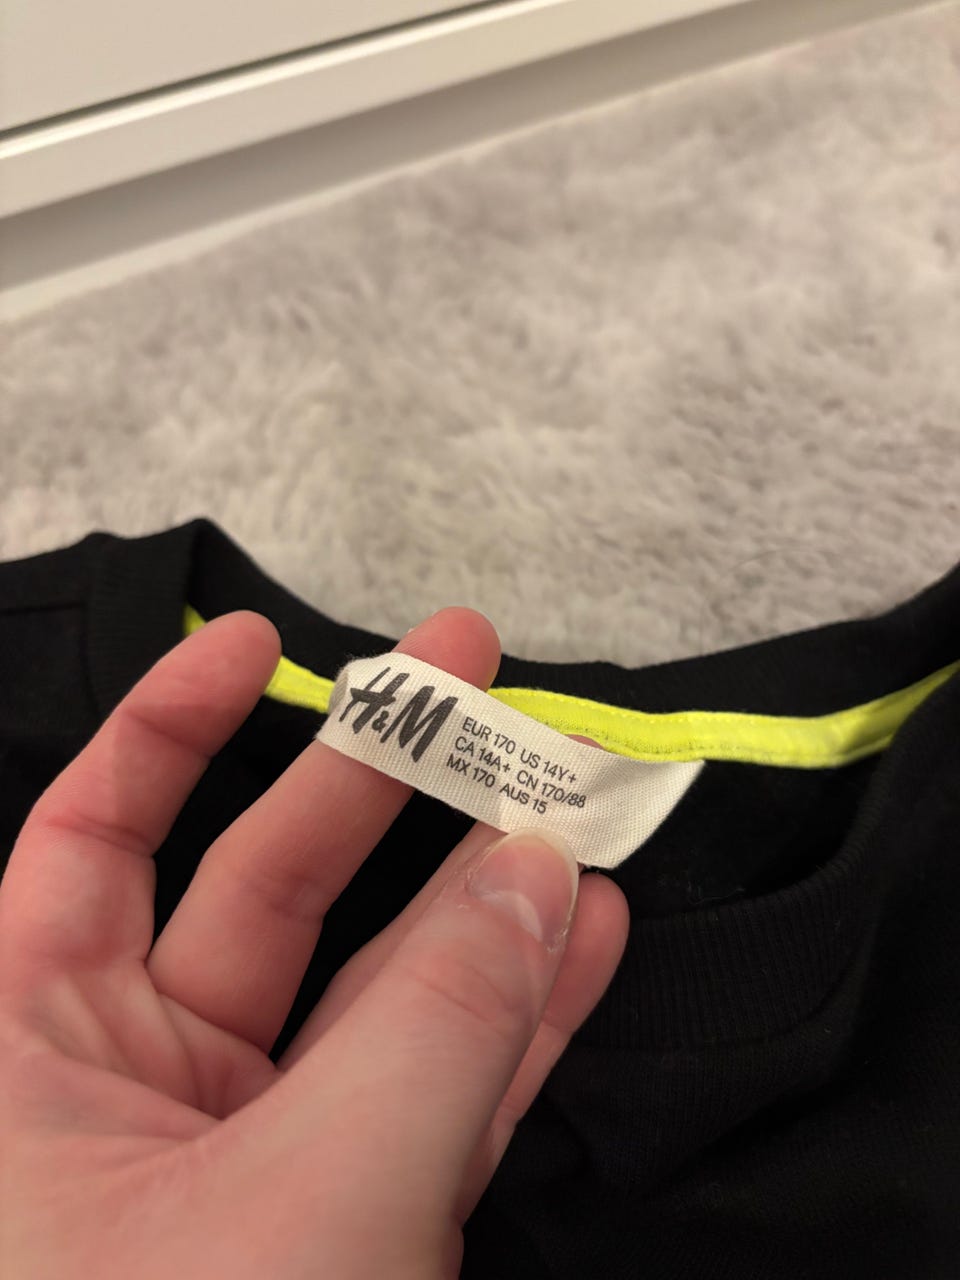 H&M
EUR 170 US 14Y+
CA 14A+ CN 170/88
MX 170 AUS 15